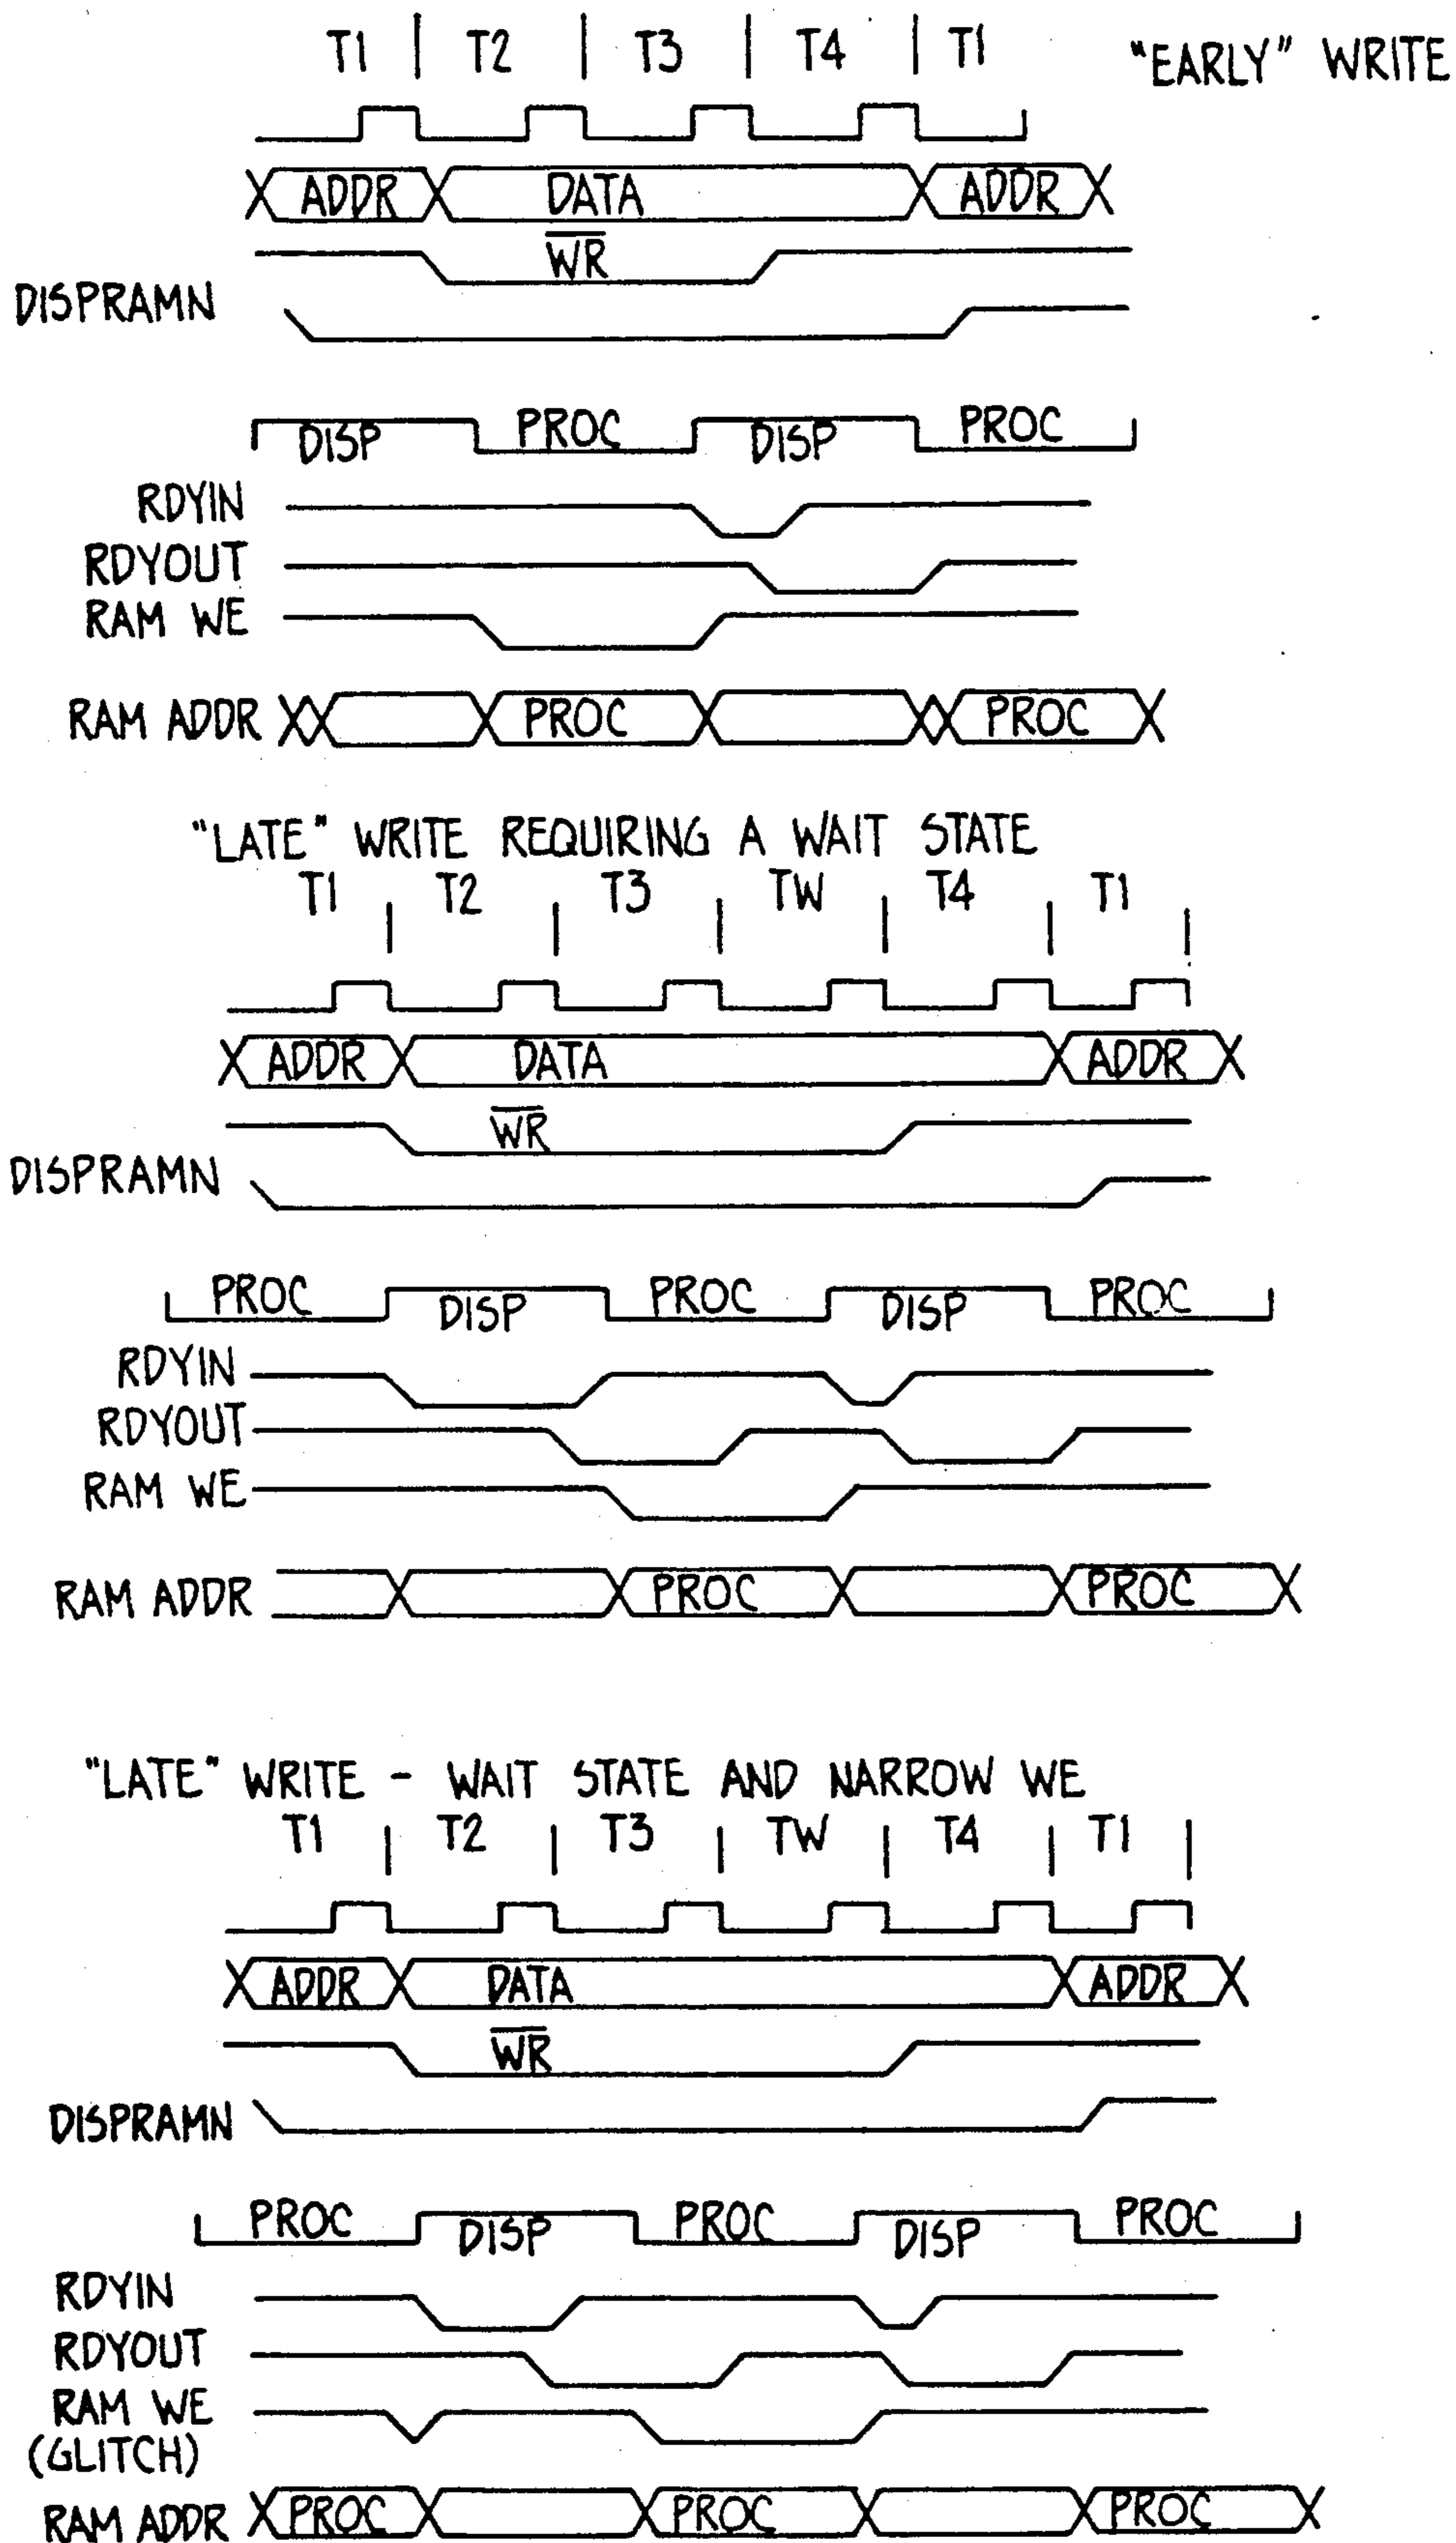 T1 | T2 | T3 | T4 | T1 "EARLY" WRITE
ADDR DATA ADDR
WR
DISPRAMN
DISP PROC DISP PROC
RDYIN
RDYOUT
RAM WE
RAM ADDR PROC PROC
"LATE" WRITE REQUIRING A WAIT STATE
T1 | T2 | T3 | TW | T4 | T1 |
ADDR DATA ADDR
WR
DISPRAMN
PROC DISP PROC DISP PROC
RDYIN
RDYOUT
RAM WE
RAM ADDR PROC PROC
"LATE" WRITE - WAIT STATE AND NARROW WE
T1 | T2 | T3 | TW | T4 | T1 |
ADDR DATA ADDR
WR
DISPRAMN
PROC DISP PROC DISP PROC
RDYIN
RDYOUT
RAM WE
(GLITCH)
RAM ADDR PROC PROC PROC